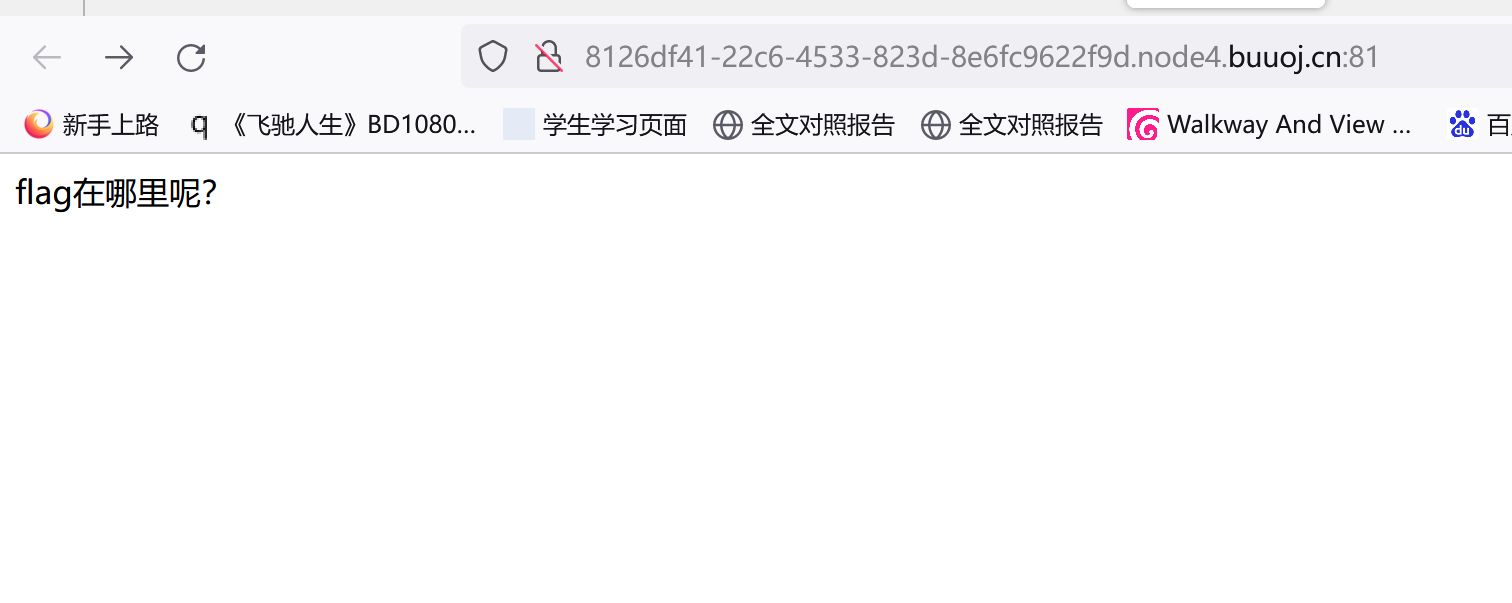 8126df41-22c6-4533-823d-8e6fc9622f9d.node4.buuoj.cn:81
新手上路 q 《飞驰人生》BD1080... 学生学习页面 全文对照报告 全文对照报告 Walkway And View ... du 百
flag在哪里呢？